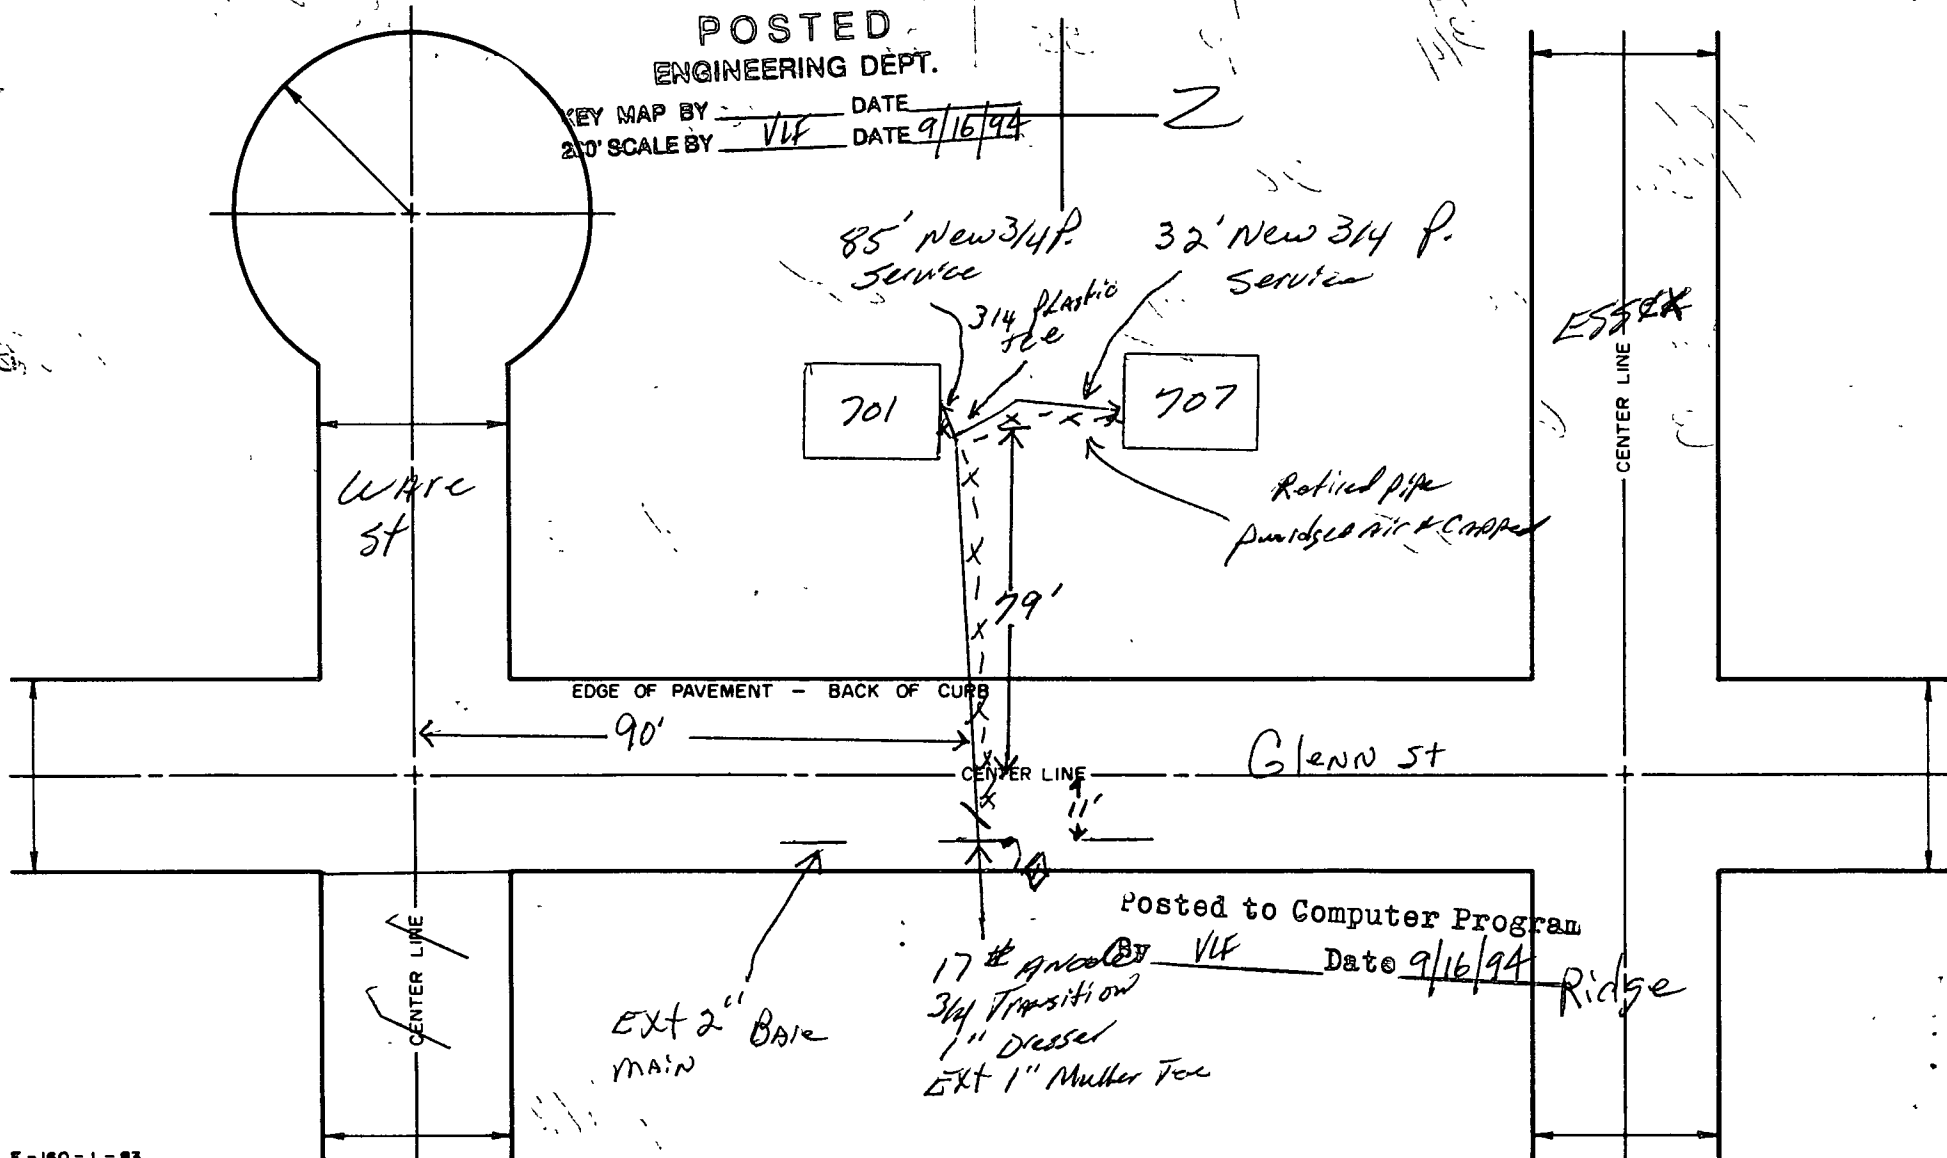 POSTED
ENGINEERING DEPT.
KEY MAP BY DATE
200' SCALE BY VLF DATE 9/16/94
Z
85' New 3/4 P.
Service
32' New 3/4 P.
Service
3/4 Plastic
Tee
701
707
ESSEX
CENTER LINE
Ware
St
Retired pipe
Air & Capped
79'
EDGE OF PAVEMENT - BACK OF CURB
90'
CENTER LINE
Glenn St
11'
CENTER LINE
Posted to Computer Program
By VLF Date 9/16/94
Ridge
17 # Anode
3/4 Transition
1" Dresser
Ext 1" Muller Tee
Ext 2" Bare
Main
F-160-1-83